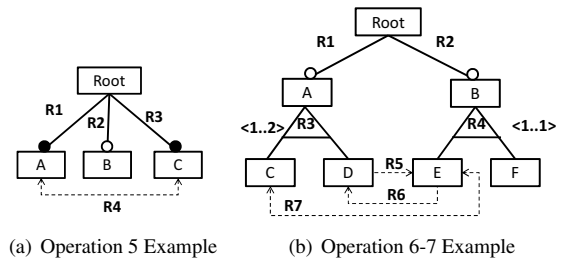 Root
R1
R2
R3
A
B
C
R4
(a) Operation 5 Example
Root
R1
R2
A
B
<1..2>
R3
R4
<1..1>
C
D
R5
E
F
R6
R7
(b) Operation 6-7 Example